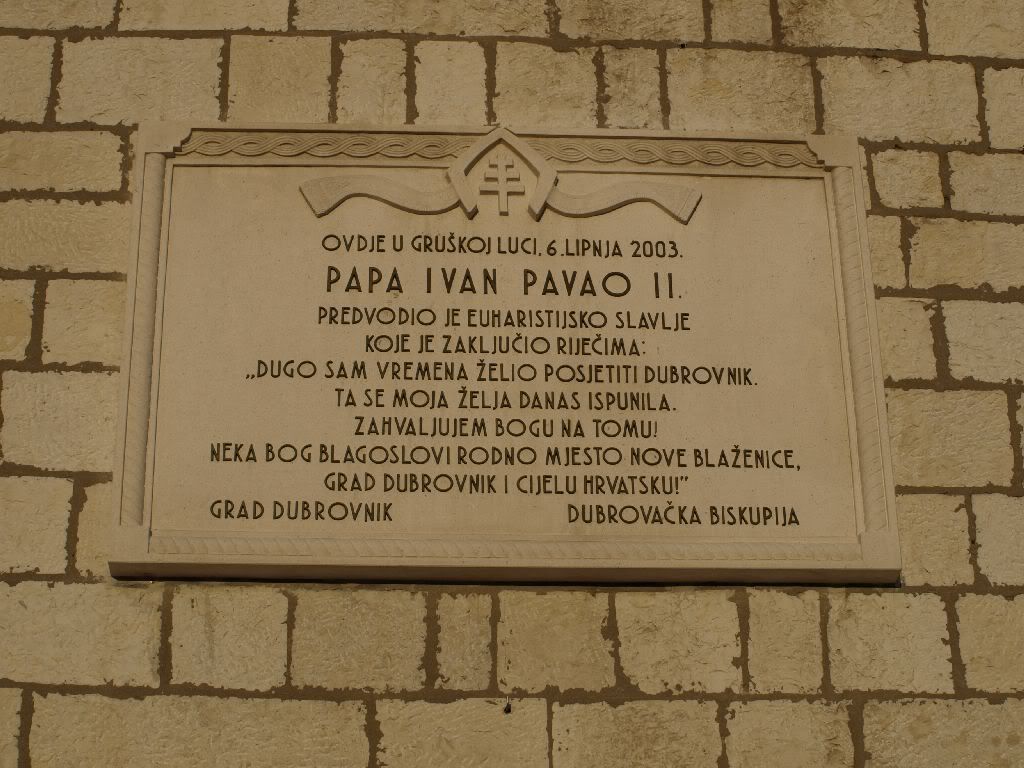 OVDJE U GRUŠKOJ LUCI, 6. LIPNJA 2003.
PAPA IVAN PAVAO II.
PREDVODIO JE EUHARISTIJSKO SLAVLJE
KOJE JE ZAKLJUČIO RIJEČIMA:
„DUGO SAM VREMENA ŽELIO POSJETITI DUBROVNIK.
TA SE MOJA ŽELJA DANAS ISPUNILA.
ZAHVALJUJEM BOGU NA TOMU!
NEKA BOG BLAGOSLOVI RODNO MJESTO NOVE BLAŽENICE,
GRAD DUBROVNIK I CIJELU HRVATSKU!”
GRAD DUBROVNIK DUBROVAČKA BISKUPIJA